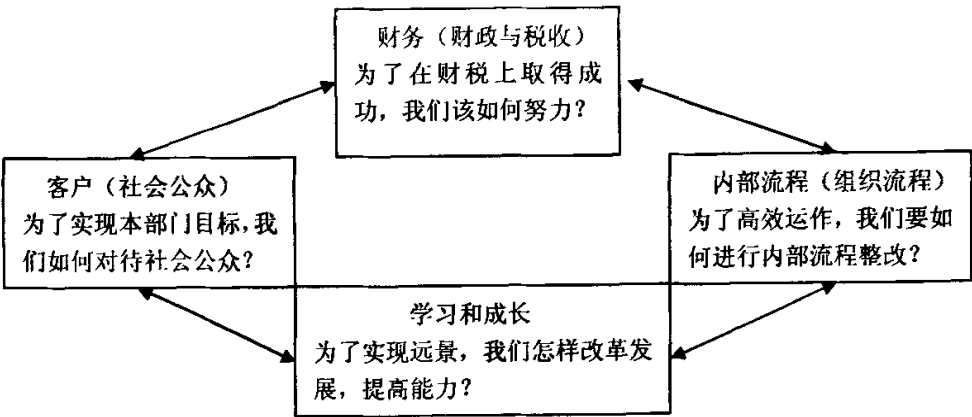 财务（财政与税收）
为了在财税上取得成
功，我们该如何努力？
客户（社会公众）
为了实现本部门目标，我
们如何对待社会公众？
内部流程（组织流程）
为了高效运作，我们要如
何进行内部流程整改？
学习和成长
为了实现远景，我们怎样改革发
展，提高能力？